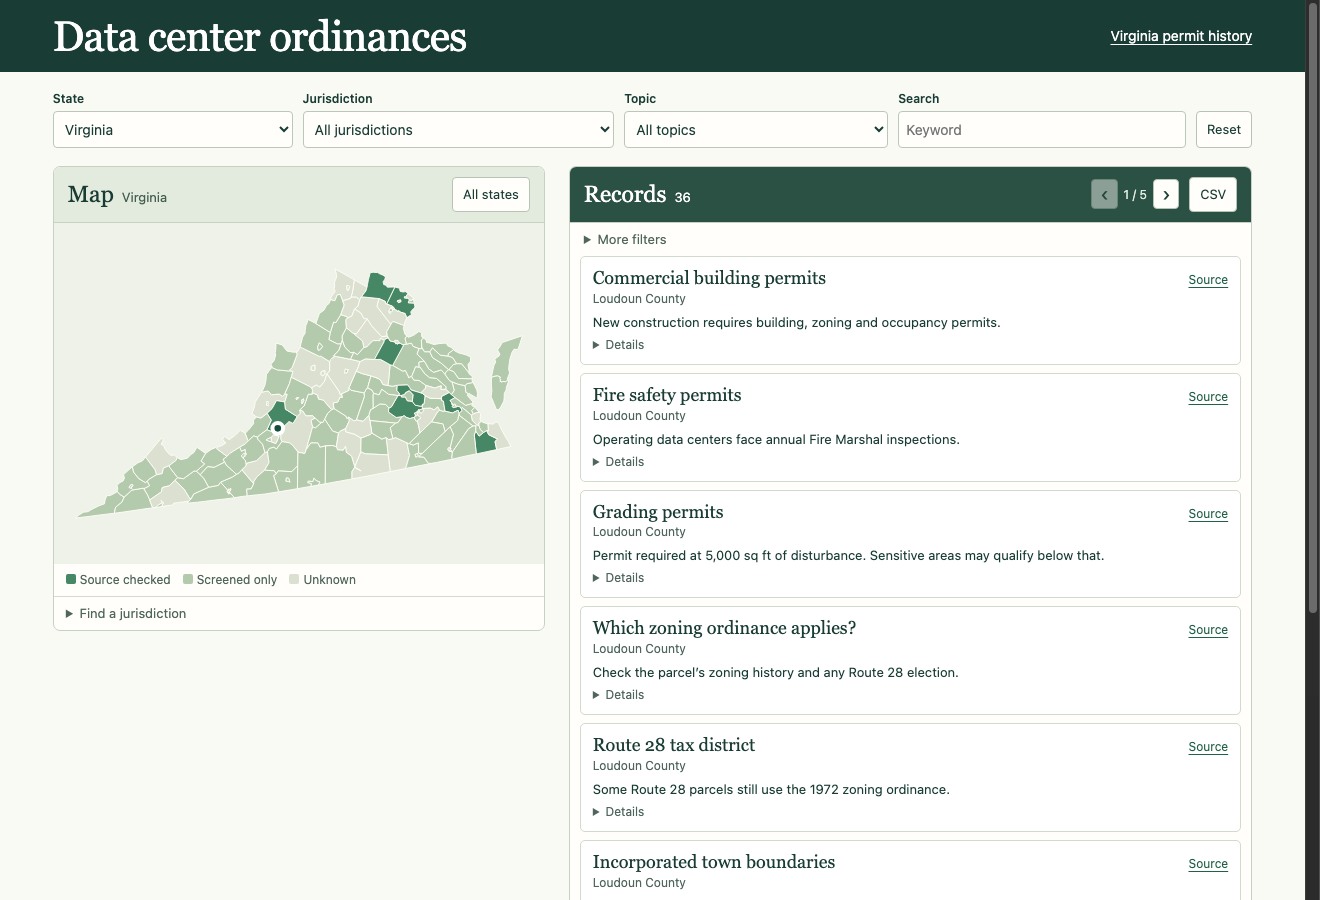 Data center ordinances
Virginia permit history
State
Jurisdiction
Topic
Search
Virginia
All jurisdictions
All topics
Keyword
Reset
Map Virginia
All states
Records 36
‹ 1 / 5 ›
CSV
▶ More filters
Commercial building permits
Source
Loudoun County
New construction requires building, zoning and occupancy permits.
▶ Details
Fire safety permits
Source
Loudoun County
Operating data centers face annual Fire Marshal inspections.
▶ Details
Grading permits
Source
Loudoun County
Permit required at 5,000 sq ft of disturbance. Sensitive areas may qualify below that.
▶ Details
Which zoning ordinance applies?
Source
Loudoun County
Check the parcel's zoning history and any Route 28 election.
▶ Details
Route 28 tax district
Source
Loudoun County
Some Route 28 parcels still use the 1972 zoning ordinance.
▶ Details
Incorporated town boundaries
Source
Loudoun County
Source checked
Screened only
Unknown
▶ Find a jurisdiction